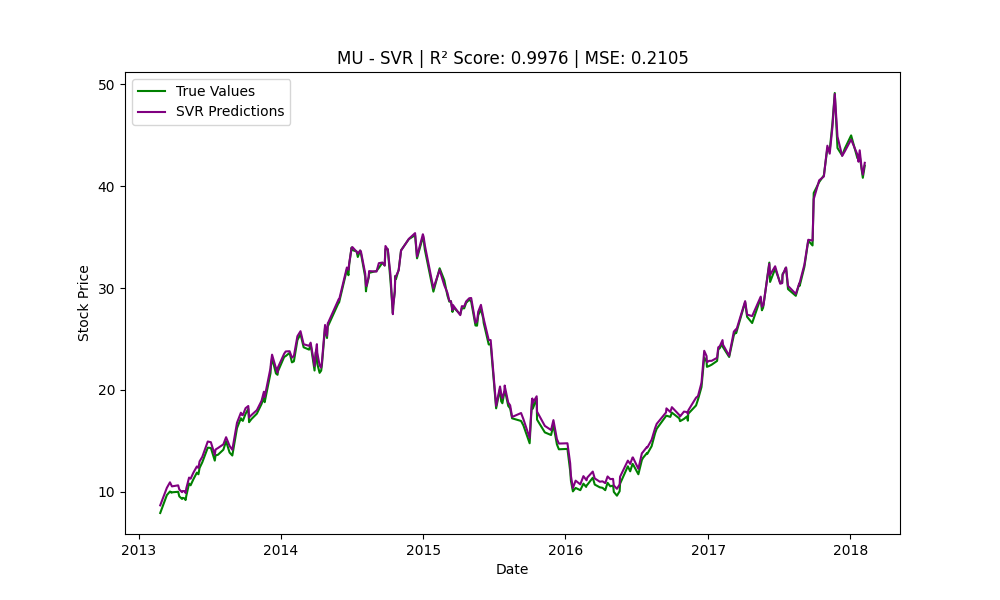 MU - SVR | R² Score: 0.9976 | MSE: 0.2105
True Values
SVR Predictions
50
40
30
20
10
Stock Price
2013 2014 2015 2016 2017 2018
Date